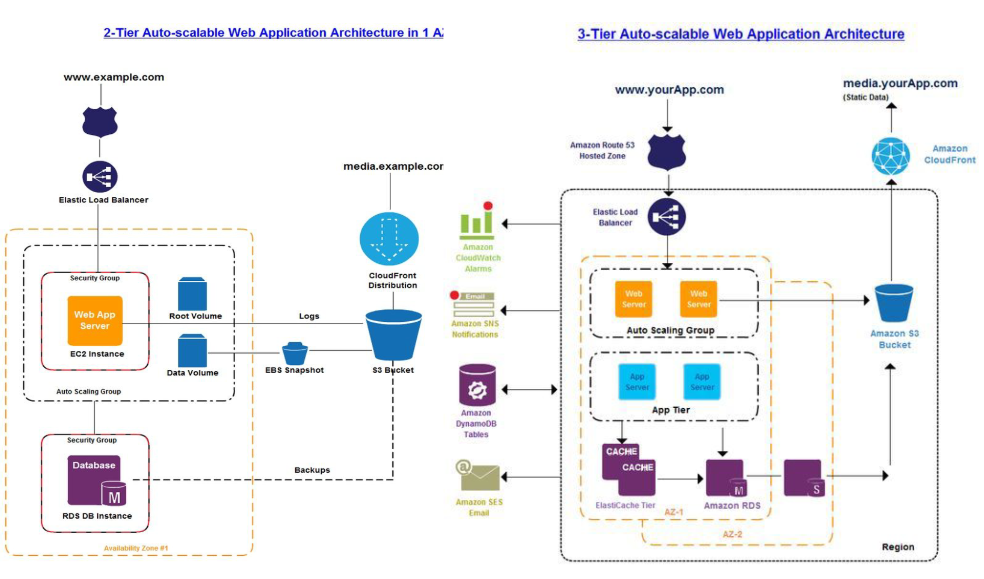 2-Tier Auto-scalable Web Application Architecture in 1 AZ
www.example.com
Elastic Load Balancer
media.example.cor
CloudFront
Distribution
Security Group
Web App
Server
EC2 Instance
Root Volume
Logs
Data Volume
EBS Snapshot
S3 Bucket
Auto Scaling Group
Security Group
Database
M
RDS DB Instance
Backups
Availability Zone #1
3-Tier Auto-scalable Web Application Architecture
www.yourApp.com
media.yourApp.com
(Static Data)
Amazon Route 53
Hosted Zone
Amazon
CloudFront
Elastic Load
Balancer
Amazon
CloudWatch
Alarms
Web
Server
Web
Server
Auto Scaling Group
Email
Amazon SNS
Notifications
Amazon S3
Bucket
App
Server
App
Server
App Tier
Amazon
DynamoDB
Tables
CACHE
CACHE
ElastiCache Tier
M
Amazon RDS
S
@
Amazon SES
Email
AZ-1
AZ-2
Region